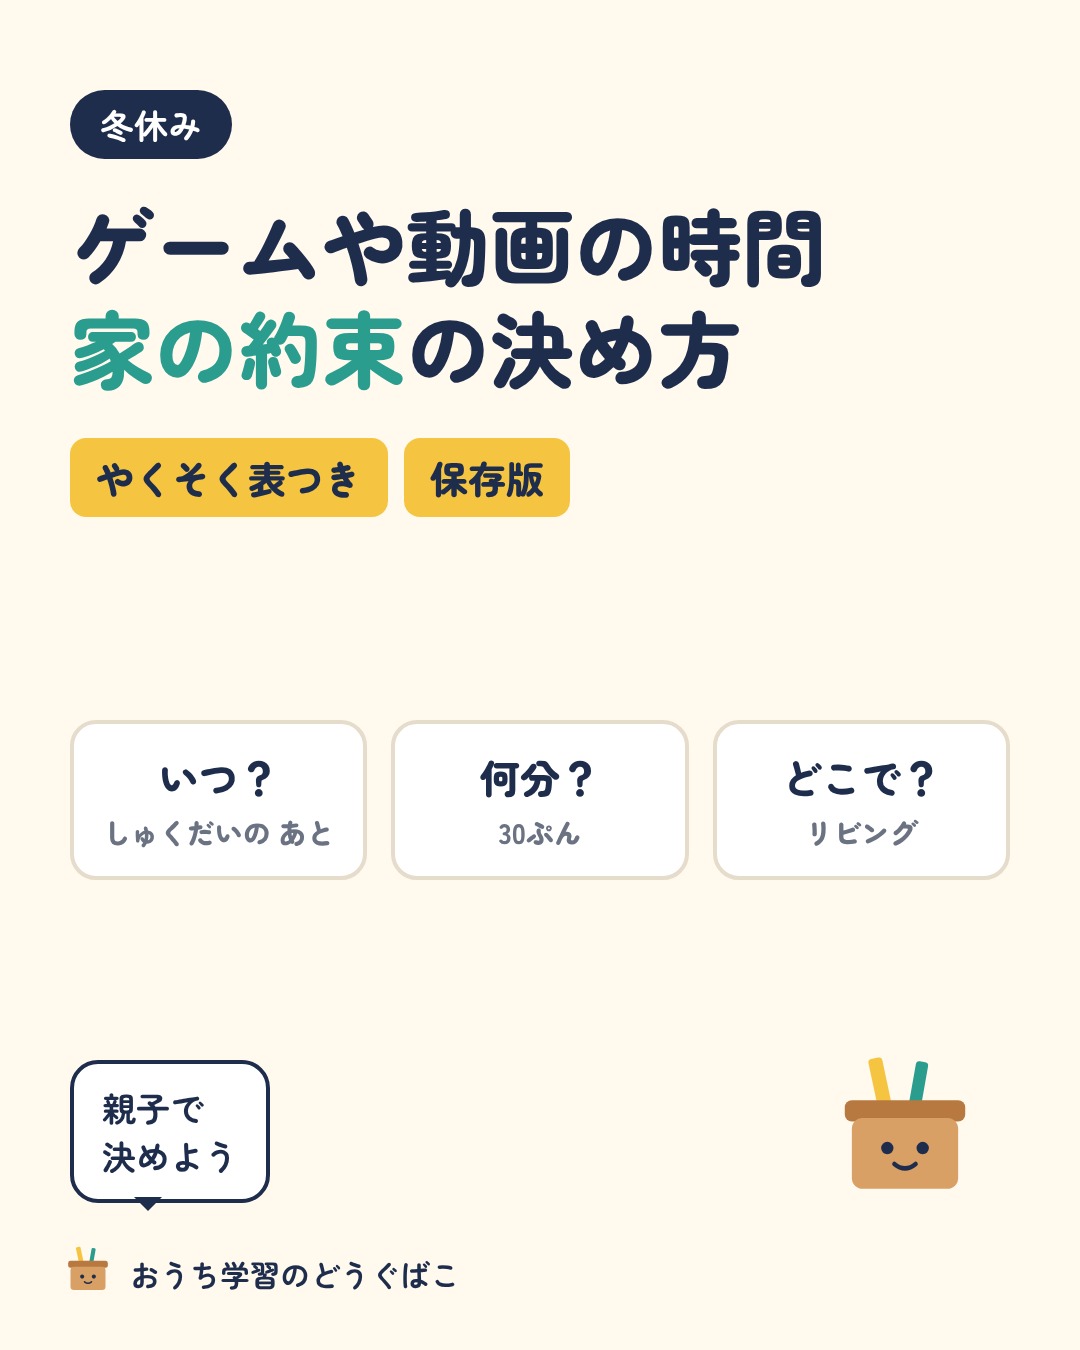 冬休み
ゲームや動画の時間
家の約束の決め方
やくそく表つき
保存版
いつ？
しゅくだいの あと
何分？
30ぷん
どこで？
リビング
親子で
決めよう
おうち学習のどうぐばこ